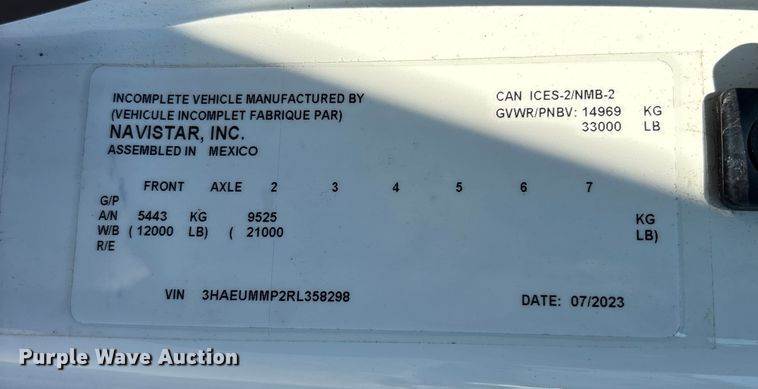 INCOMPLETE VEHICLE MANUFACTURED BY
(VEHICULE INCOMPLET FABRIQUE PAR)
NAVISTAR, INC.
ASSEMBLED IN MEXICO
CAN ICES-2/NMB-2
GVWR/PNBV: 14969 KG
33000 LB
FRONT AXLE 2 3 4 5 6 7
G/P
A/N 5443 KG 9525 KG
W/B (12000 LB) ( 21000 LB)
R/E
VIN 3HAEUMMP2RL358298 DATE: 07/2023
Purple Wave Auction